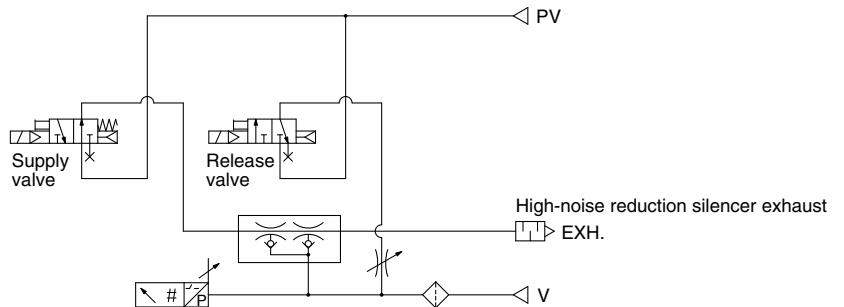 PV
Supply
valve
Release
valve
High-noise reduction silencer exhaust
EXH.
# P
V